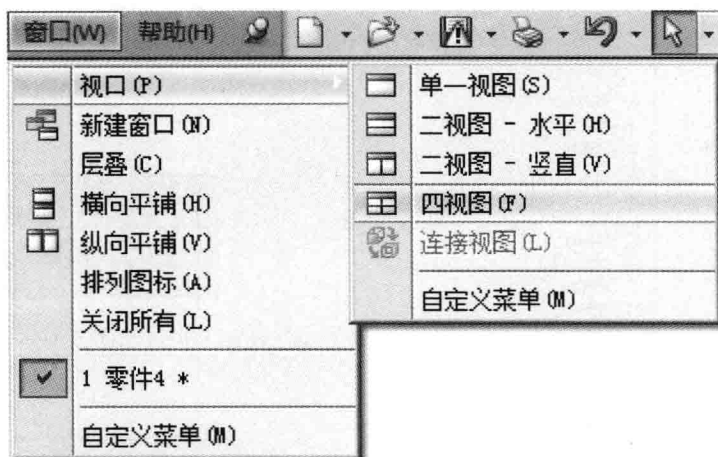 窗口(W) 帮助(H)
视口(P)
新建窗口(N)
层叠(C)
横向平铺(H)
纵向平铺(V)
排列图标(A)
关闭所有(L)
1 零件4 *
自定义菜单(M)
单一视图(S)
二视图 - 水平(H)
二视图 - 竖直(V)
四视图(F)
连接视图(L)
自定义菜单(M)